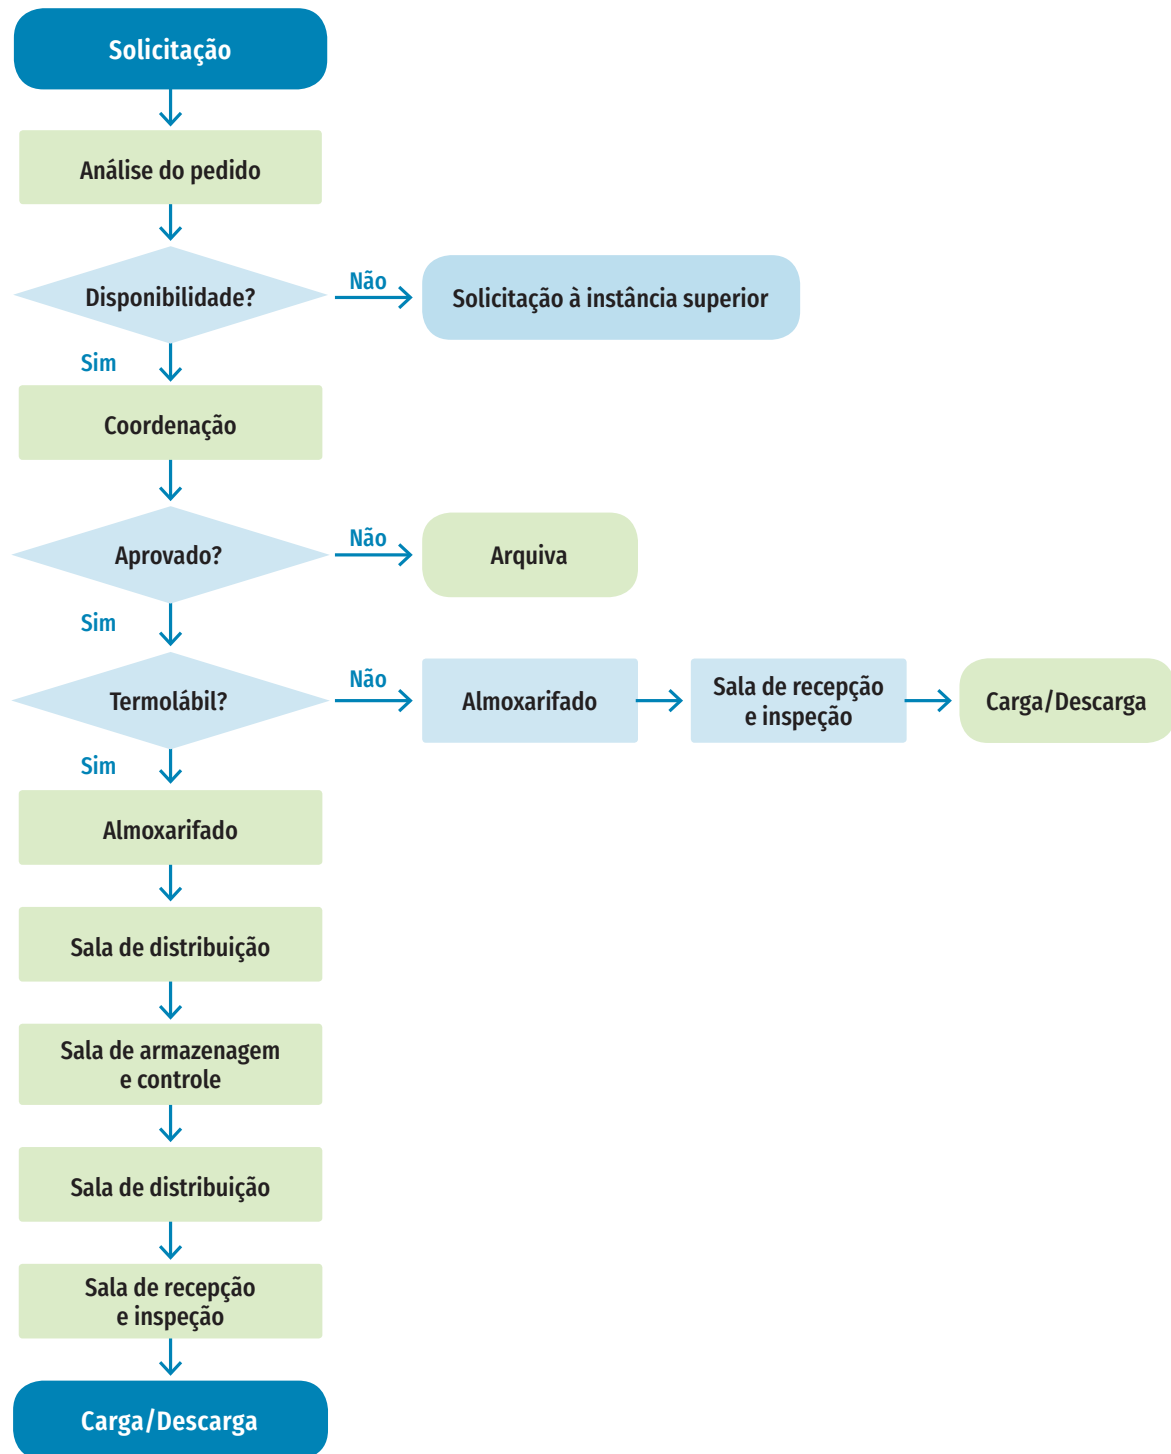 Solicitação
Análise do pedido
Disponibilidade?
Não
Solicitação à instância superior
Sim
Coordenação
Aprovado?
Não
Arquiva
Sim
Termolábil?
Não
Almoxarifado
Sala de recepção
e inspeção
Carga/Descarga
Sim
Almoxarifado
Sala de distribuição
Sala de armazenagem
e controle
Sala de distribuição
Sala de recepção
e inspeção
Carga/Descarga